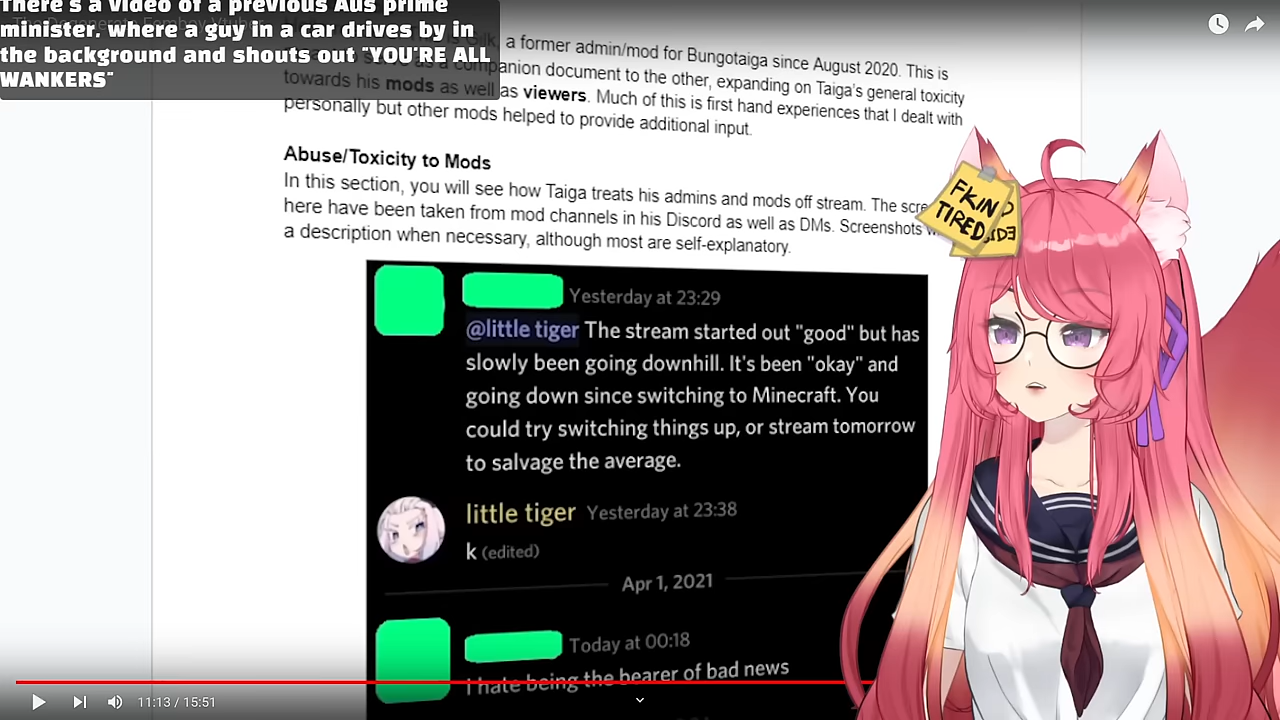 There's a video of a previous Aus prime
minister. where a guy in a car drives by in
the background and shouts out "YOU'RE ALL
WANKERS"
a former admin/mod for Bungotaiga since August 2020. This is
companion document to the other, expanding on Taiga's general toxicity
towards his mods as well as viewers. Much of this is first hand experiences that I dealt with
personally but other mods helped to provide additional input.
Abuse/Toxicity to Mods
In this section, you will see how Taiga treats his admins and mods off stream. The
here have been taken from mod channels in his Discord as well as DMs. Screenshots
a description when necessary, although most are self-explanatory.
FKIN
TIRED
Yesterday at 23:29
@little tiger The stream started out "good" but has
slowly been going downhill. It's been "okay" and
going down since switching to Minecraft. You
could try switching things up, or stream tomorrow
to salvage the average.
little tiger Yesterday at 23:38
k (edited)
Apr 1, 2021
Today at 00:18
I hate being the bearer of bad news
11:13 / 15:51